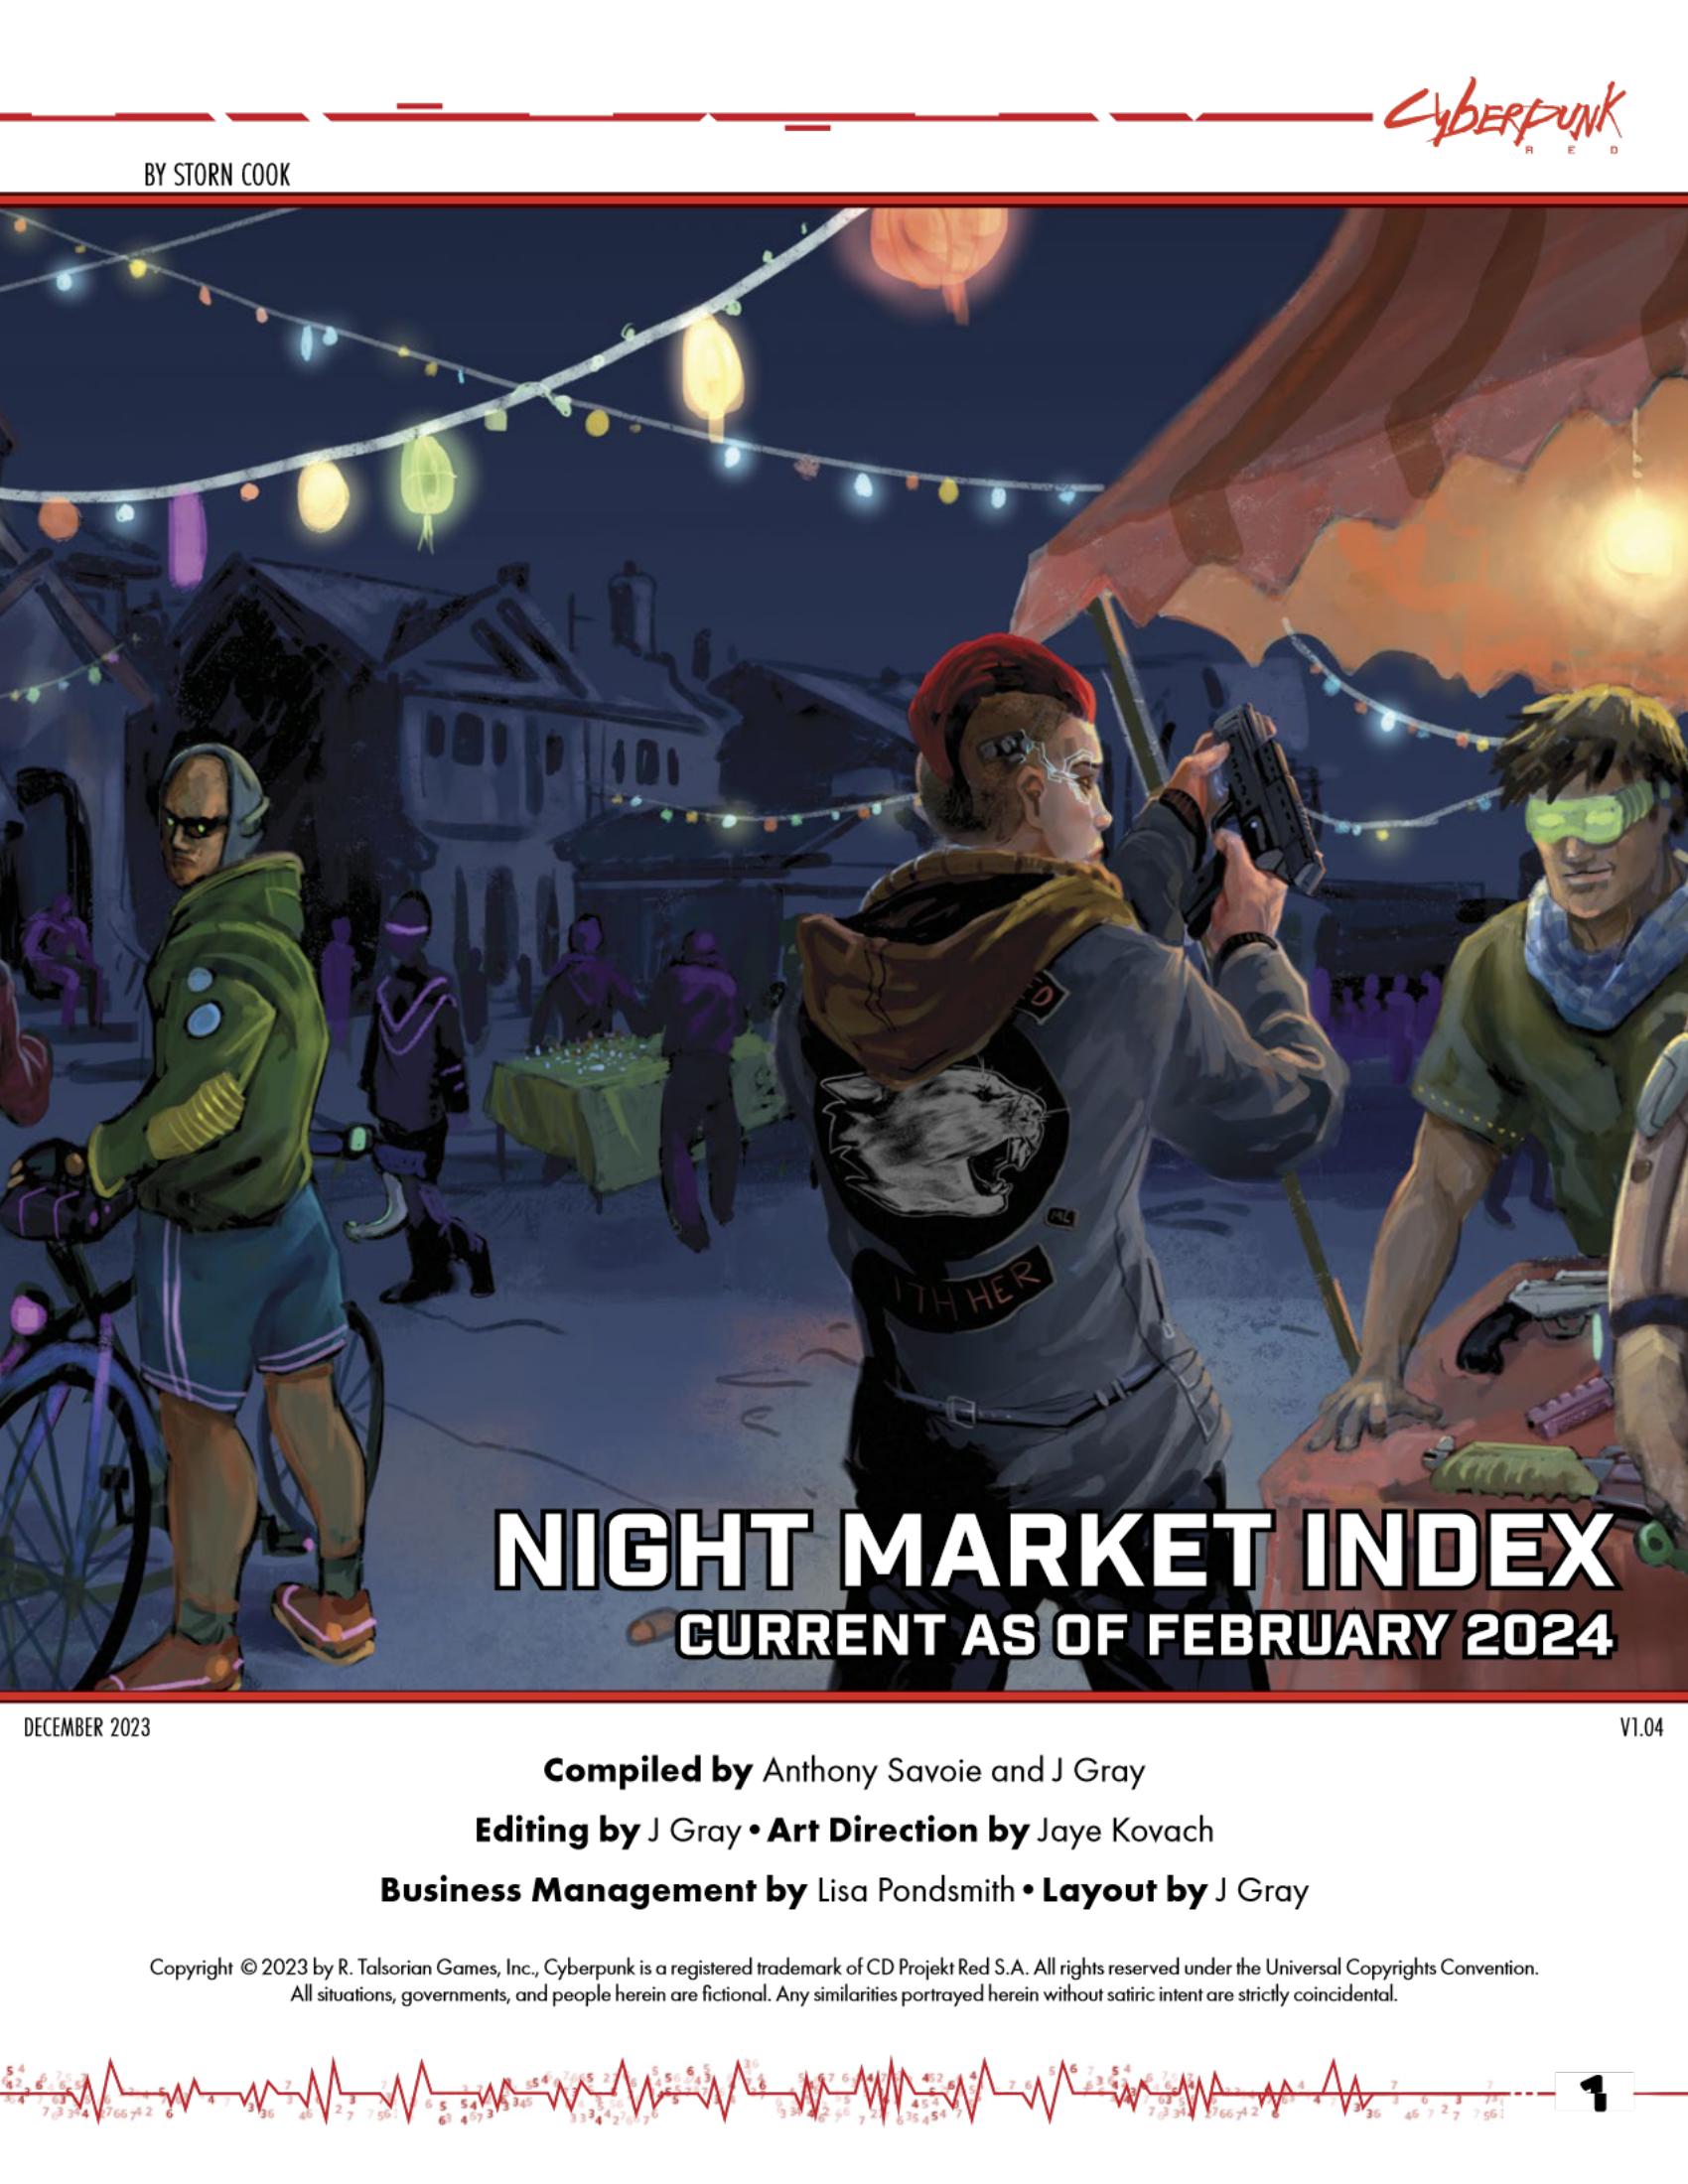 CYBERPUNK
RED
BY STORN COOK
D
ML
ITH HER
NIGHT MARKET INDEX
CURRENT AS OF FEBRUARY 2024
DECEMBER 2023
V1.04
Compiled by Anthony Savoie and J Gray
Editing by J Gray • Art Direction by Jaye Kovach
Business Management by Lisa Pondsmith • Layout by J Gray
Copyright © 2023 by R. Talsorian Games, Inc., Cyberpunk is a registered trademark of CD Projekt Red S.A. All rights reserved under the Universal Copyrights Convention.
All situations, governments, and people herein are fictional. Any similarities portrayed herein without satiric intent are strictly coincidental.
1